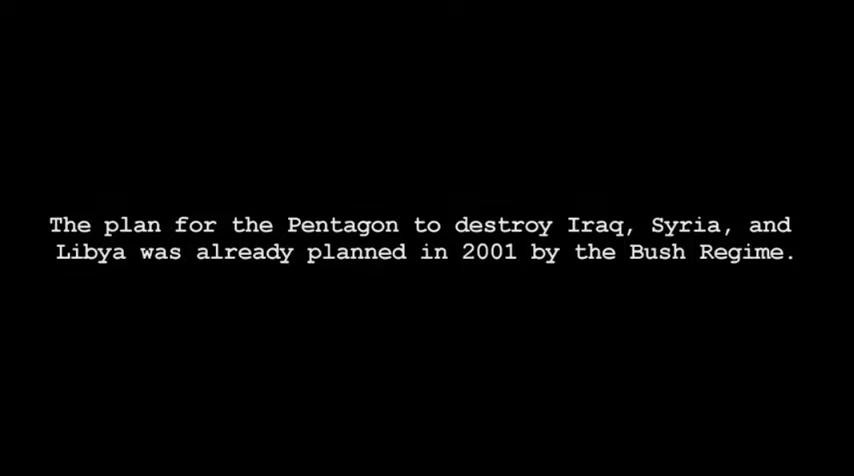 The plan for the Pentagon to destroy Iraq, Syria, and
Libya was already planned in 2001 by the Bush Regime.